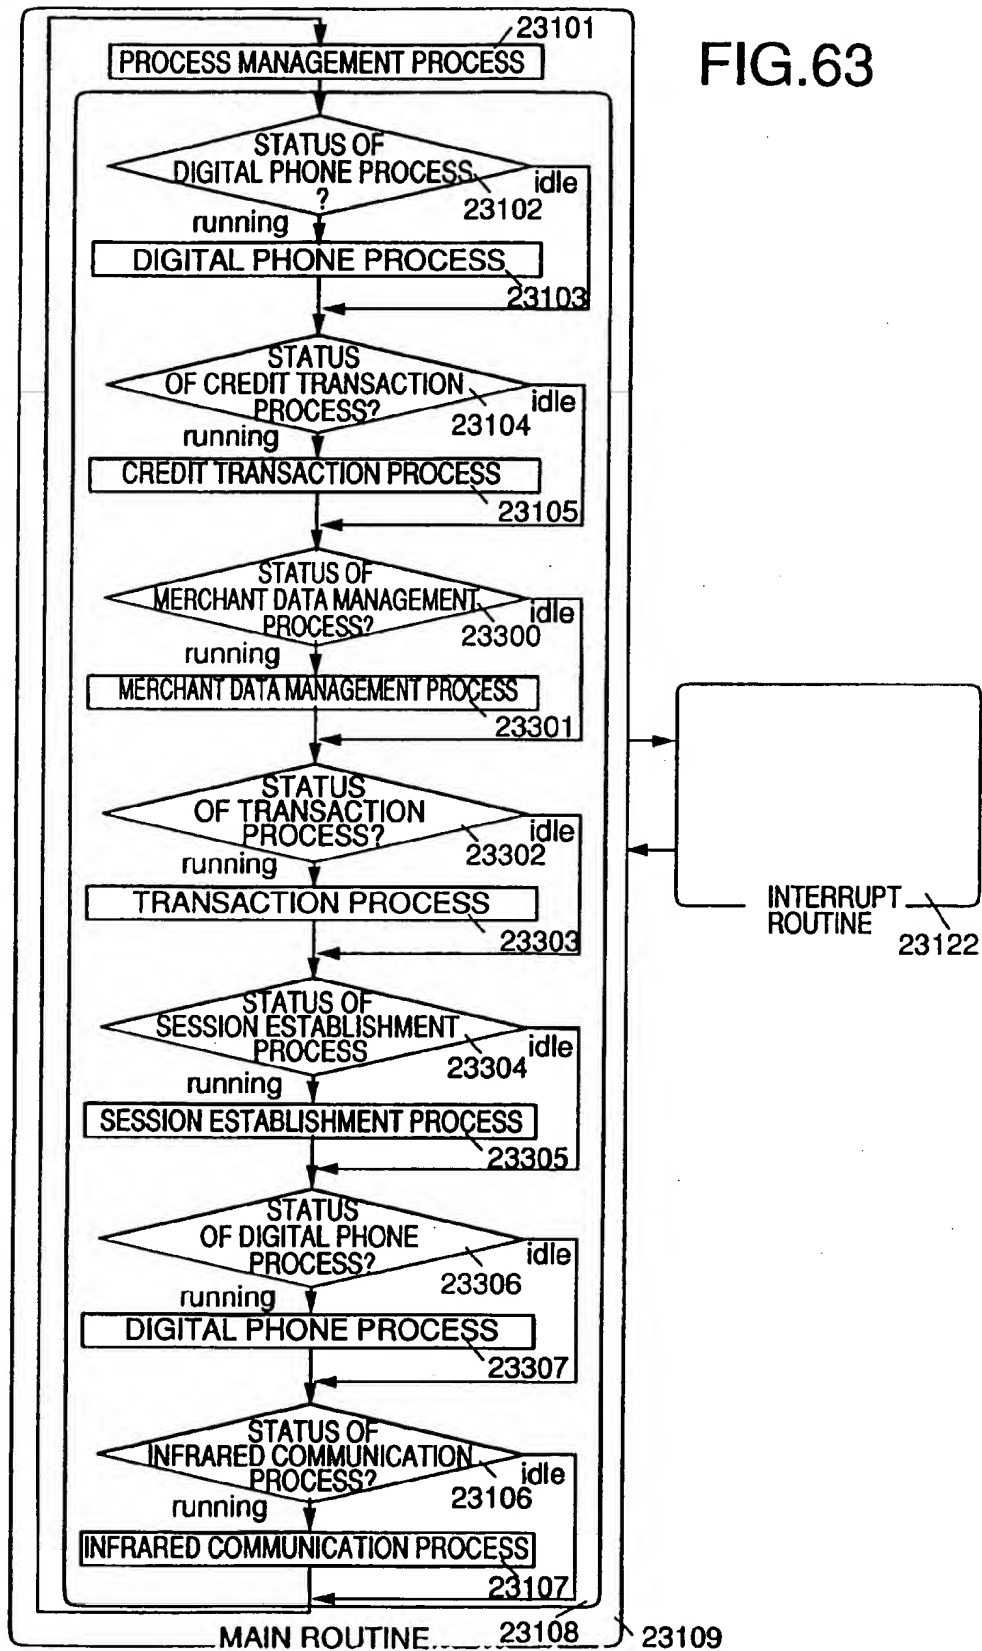 FIG.63
23101
PROCESS MANAGEMENT PROCESS
STATUS OF
DIGITAL PHONE PROCESS
?
23102
idle
running
DIGITAL PHONE PROCESS
23103
STATUS
OF CREDIT TRANSACTION
PROCESS?
23104
idle
running
CREDIT TRANSACTION PROCESS
23105
STATUS OF
MERCHANT DATA MANAGEMENT
PROCESS?
23300
idle
running
MERCHANT DATA MANAGEMENT PROCESS
23301
STATUS
OF TRANSACTION
PROCESS?
23302
idle
running
TRANSACTION PROCESS
23303
INTERRUPT
ROUTINE
23122
STATUS OF
SESSION ESTABLISHMENT
PROCESS
23304
idle
running
SESSION ESTABLISHMENT PROCESS
23305
STATUS
OF DIGITAL PHONE
PROCESS?
23306
idle
running
DIGITAL PHONE PROCESS
23307
STATUS OF
INFRARED COMMUNICATION
PROCESS?
23106
idle
running
INFRARED COMMUNICATION PROCESS
23107
23108
MAIN ROUTINE
23109